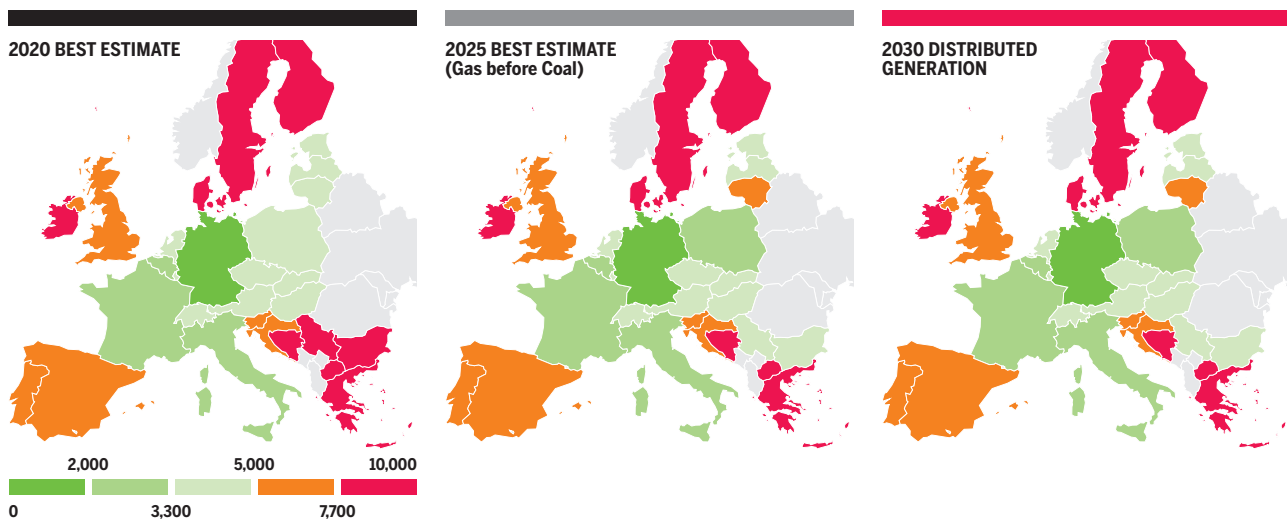 2020 BEST ESTIMATE
2025 BEST ESTIMATE
(Gas before Coal)
2030 DISTRIBUTED
GENERATION
2,000 5,000 10,000
0 3,300 7,700